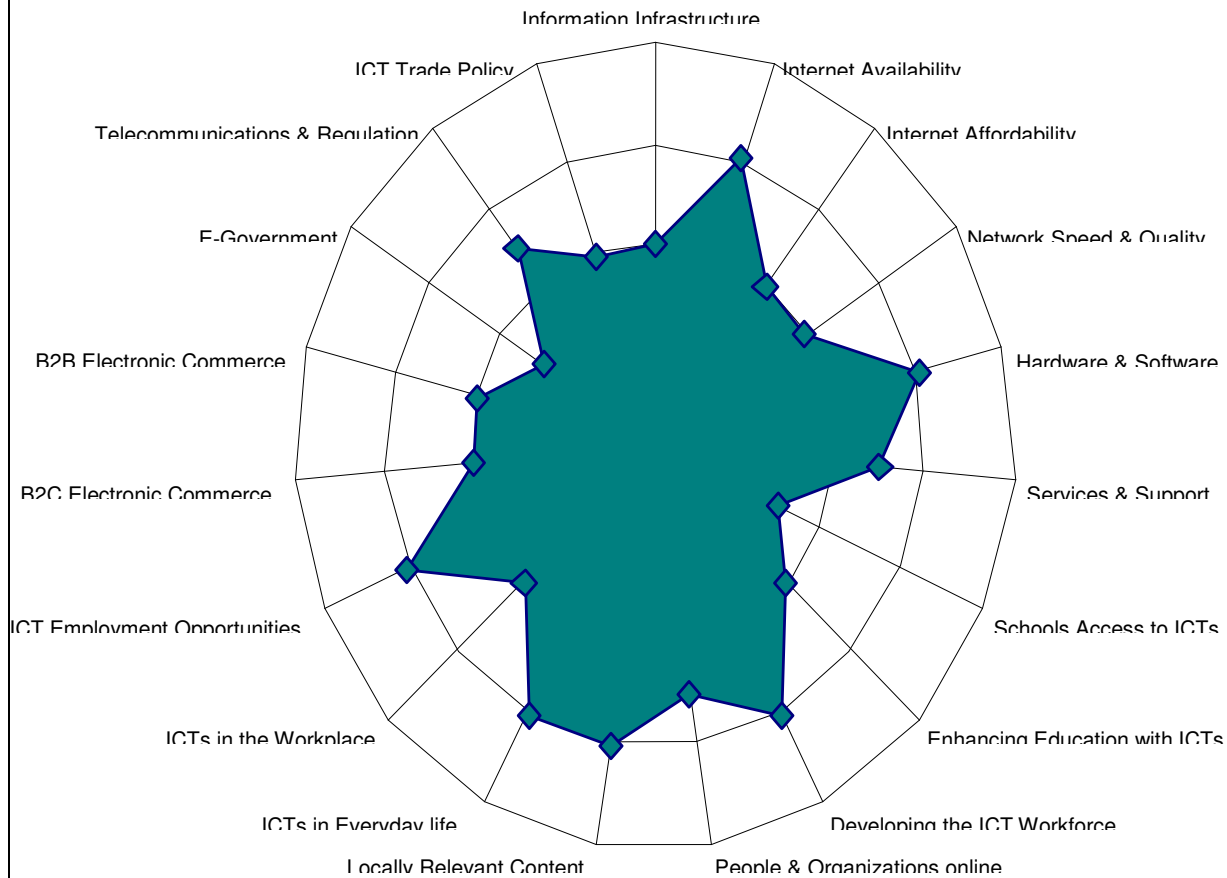 Information Infrastructure
ICT Trade Policy
Internet Availability
Telecommunications & Regulation
Internet Affordability
E-Government
Network Speed & Quality
B2B Electronic Commerce
Hardware & Software
B2C Electronic Commerce
Services & Support
ICT Employment Opportunities
Schools Access to ICTs
ICTs in the Workplace
Enhancing Education with ICTs
ICTs in Everyday life
Developing the ICT Workforce
Locally Relevant Content
People & Organizations online